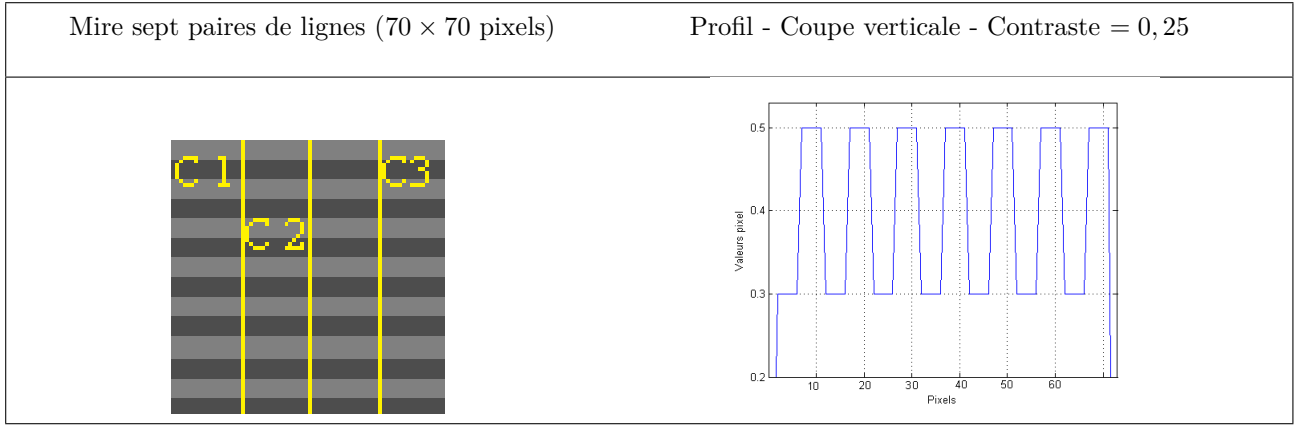 Mire sept paires de lignes (70 × 70 pixels)
Profil - Coupe verticale - Contraste = 0, 25
C 1
C3
C 2
0.5
0.4
0.3
0.2
Valeurs pixel
10 20 30 40 50 60
Pixels